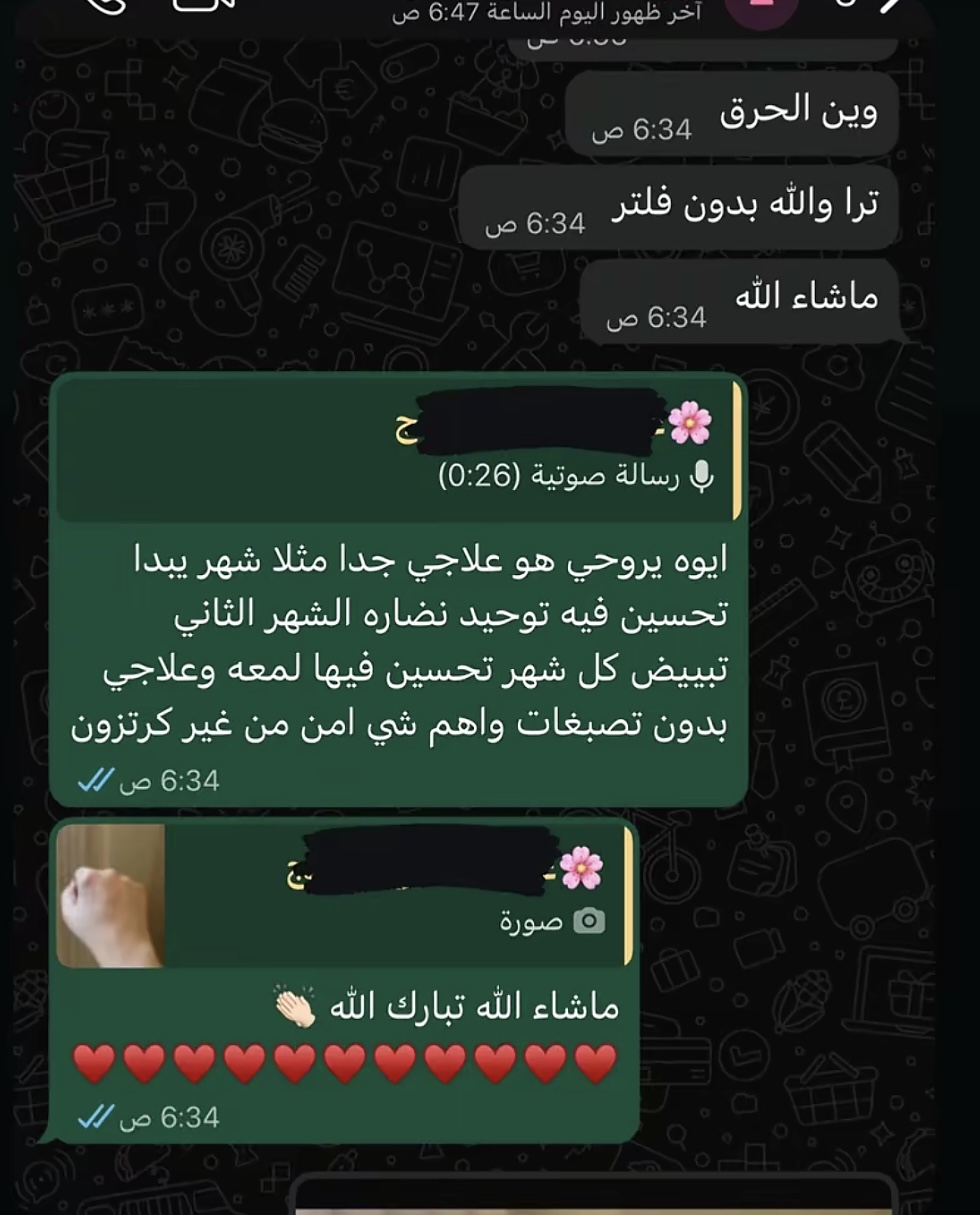 آخر ظهور اليوم الساعة 6:47 ص
وين الحرق
6:34 ص
ترا والله بدون فلتر
6:34 ص
ماشاء الله
6:34 ص
رسالة صوتية (0:26)
ايوه يروحي هو علاجي جدا مثلا شهر يبدا
تحسين فيه توحيد نضاره الشهر الثاني
تبييض كل شهر تحسين فيها لمعه وعلاجي
بدون تصبغات واهم شي امن من غير كرتزون
6:34 ص
صورة
ماشاء الله تبارك الله 👏🏻
❤️❤️❤️❤️❤️❤️❤️❤️❤️❤️❤️
6:34 ص